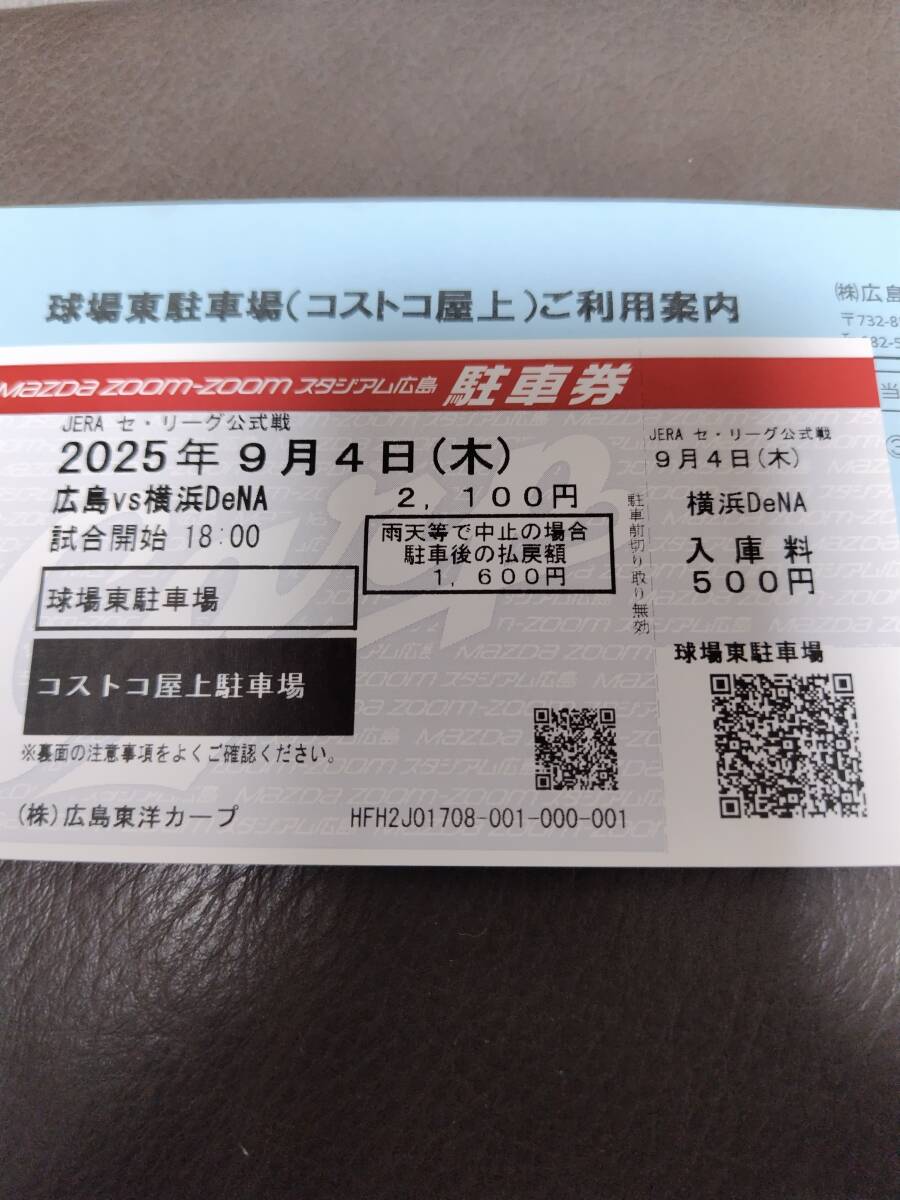 球場東駐車場(コストコ屋上)ご利用案内
(株)広島
〒732-8
82-5
当
MAZDA ZOOM-ZOOM スタジアム広島 駐車券
JERA セ・リーグ公式戦
2025年 9月4日(木)
広島vs横浜DeNA 2,100円
試合開始 18:00
雨天等で中止の場合
駐車後の払戻額
1,600円
球場東駐車場
コストコ屋上駐車場
※裏面の注意事項をよくご確認ください。
(株)広島東洋カープ HFH2J01708-001-000-001
駐車前切り取り無効
JERA セ・リーグ公式戦
9月4日(木)
横浜DeNA
入庫料
500円
球場東駐車場